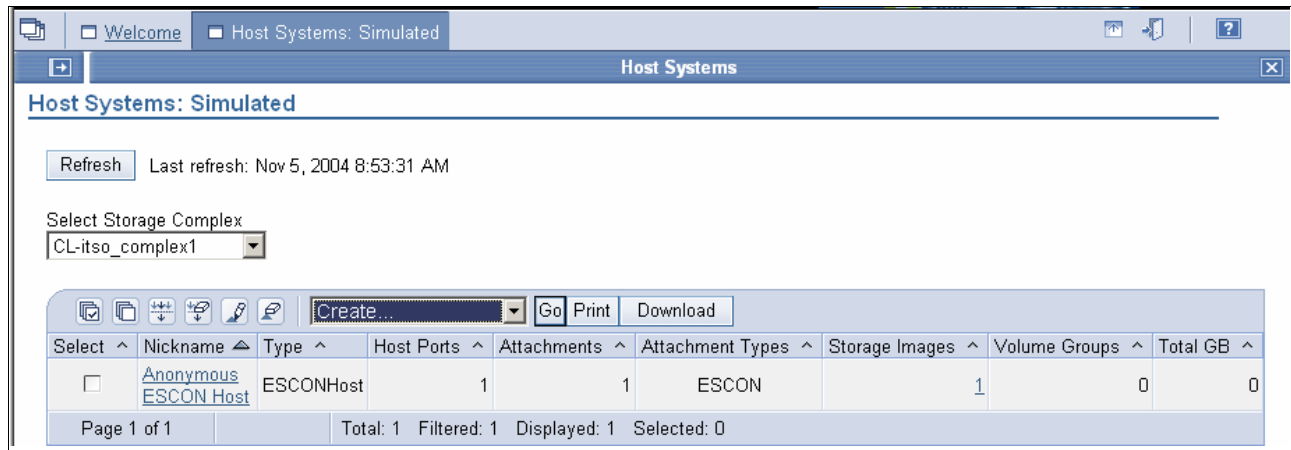 Welcome Host Systems: Simulated ?
Host Systems
Host Systems: Simulated
Refresh Last refresh: Nov 5, 2004 8:53:31 AM
Select Storage Complex
CL-itso_complex1
Create... Go Print Download
Select Nickname Type Host Ports Attachments Attachment Types Storage Images Volume Groups Total GB
Anonymous
ESCON Host ESCONHost 1 1 ESCON 1 0 0
Page 1 of 1 Total: 1 Filtered: 1 Displayed: 1 Selected: 0